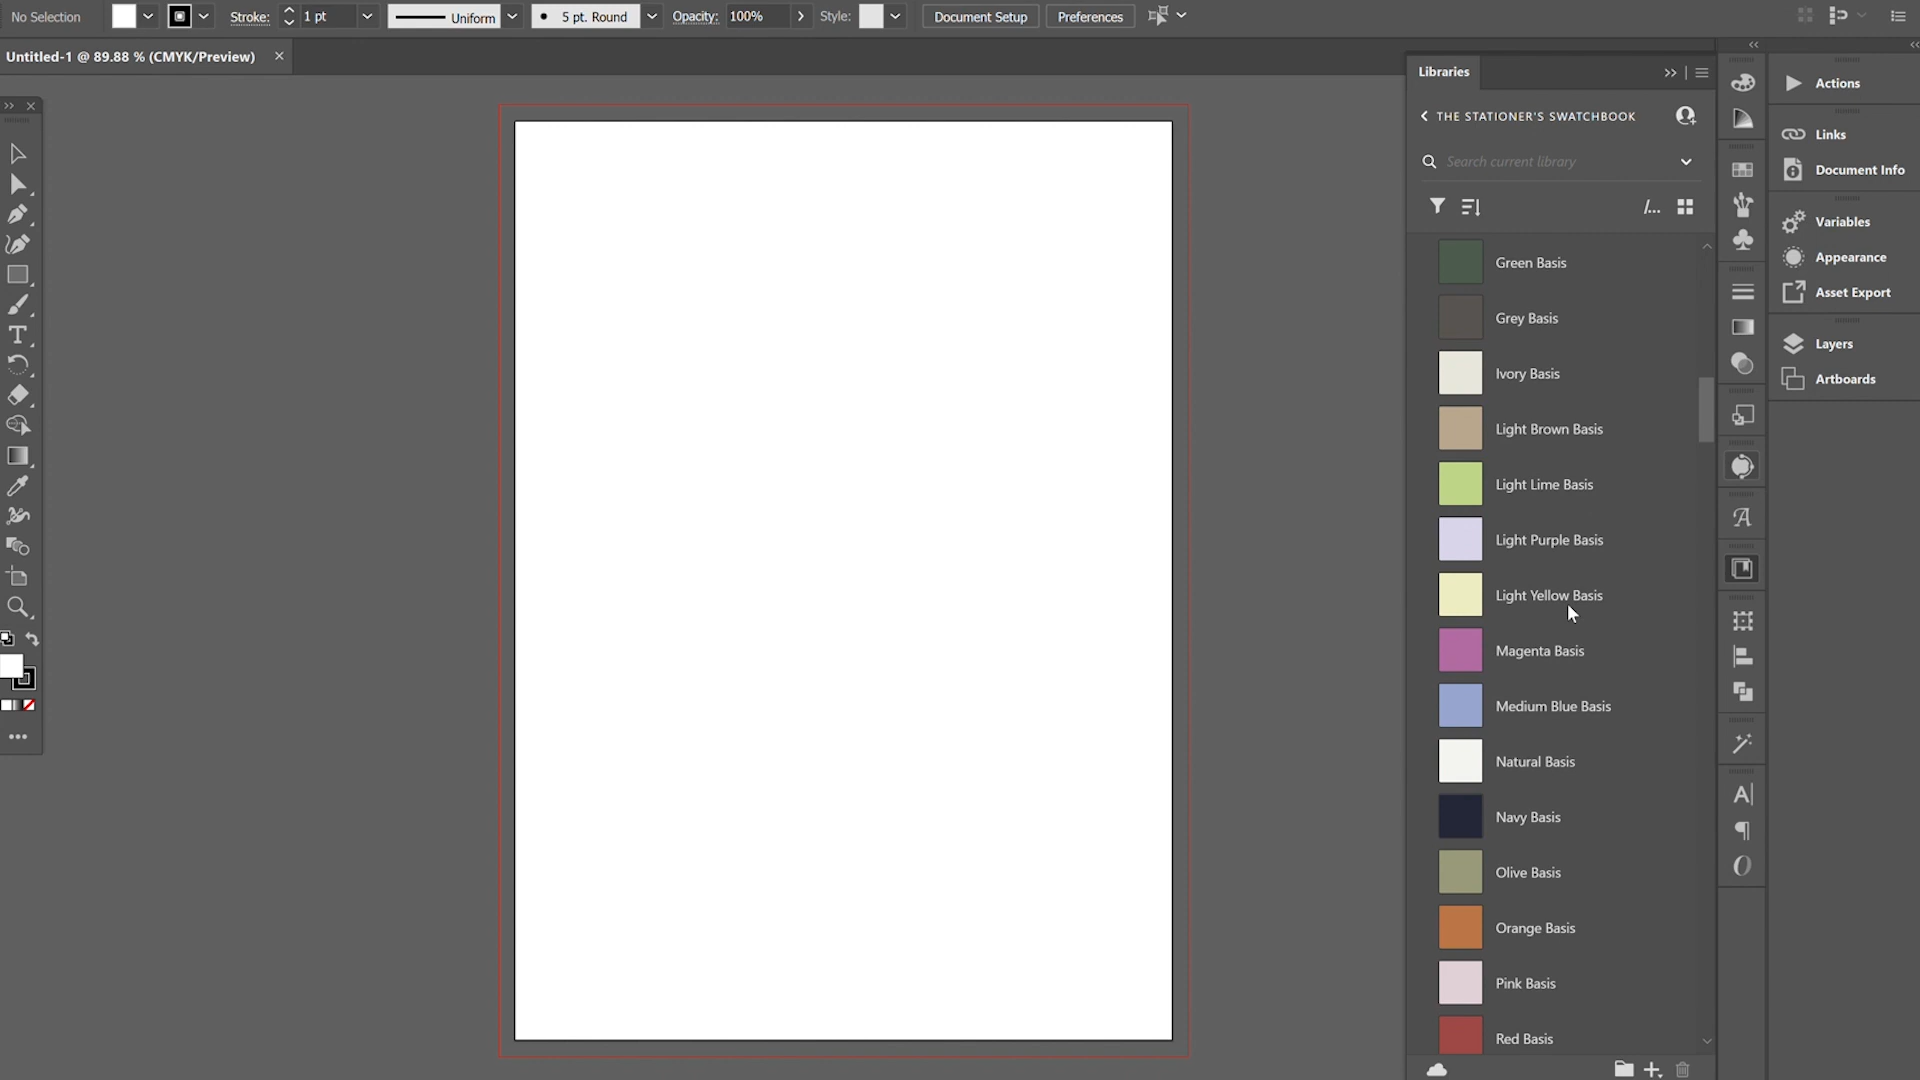 No Selection
Stroke: 1 pt Uniform 5 pt. Round Opacity: 100% Style: Document Setup Preferences
Untitled-1 @ 89.88 % (CMYK/Preview)
Libraries
THE STATIONER'S SWATCHBOOK
Search current library
/...
Green Basis
Grey Basis
Ivory Basis
Light Brown Basis
Light Lime Basis
Light Purple Basis
Light Yellow Basis
Magenta Basis
Medium Blue Basis
Natural Basis
Navy Basis
Olive Basis
Orange Basis
Pink Basis
Red Basis
Actions
Links
Document Info
Variables
Appearance
Asset Export
Layers
Artboards